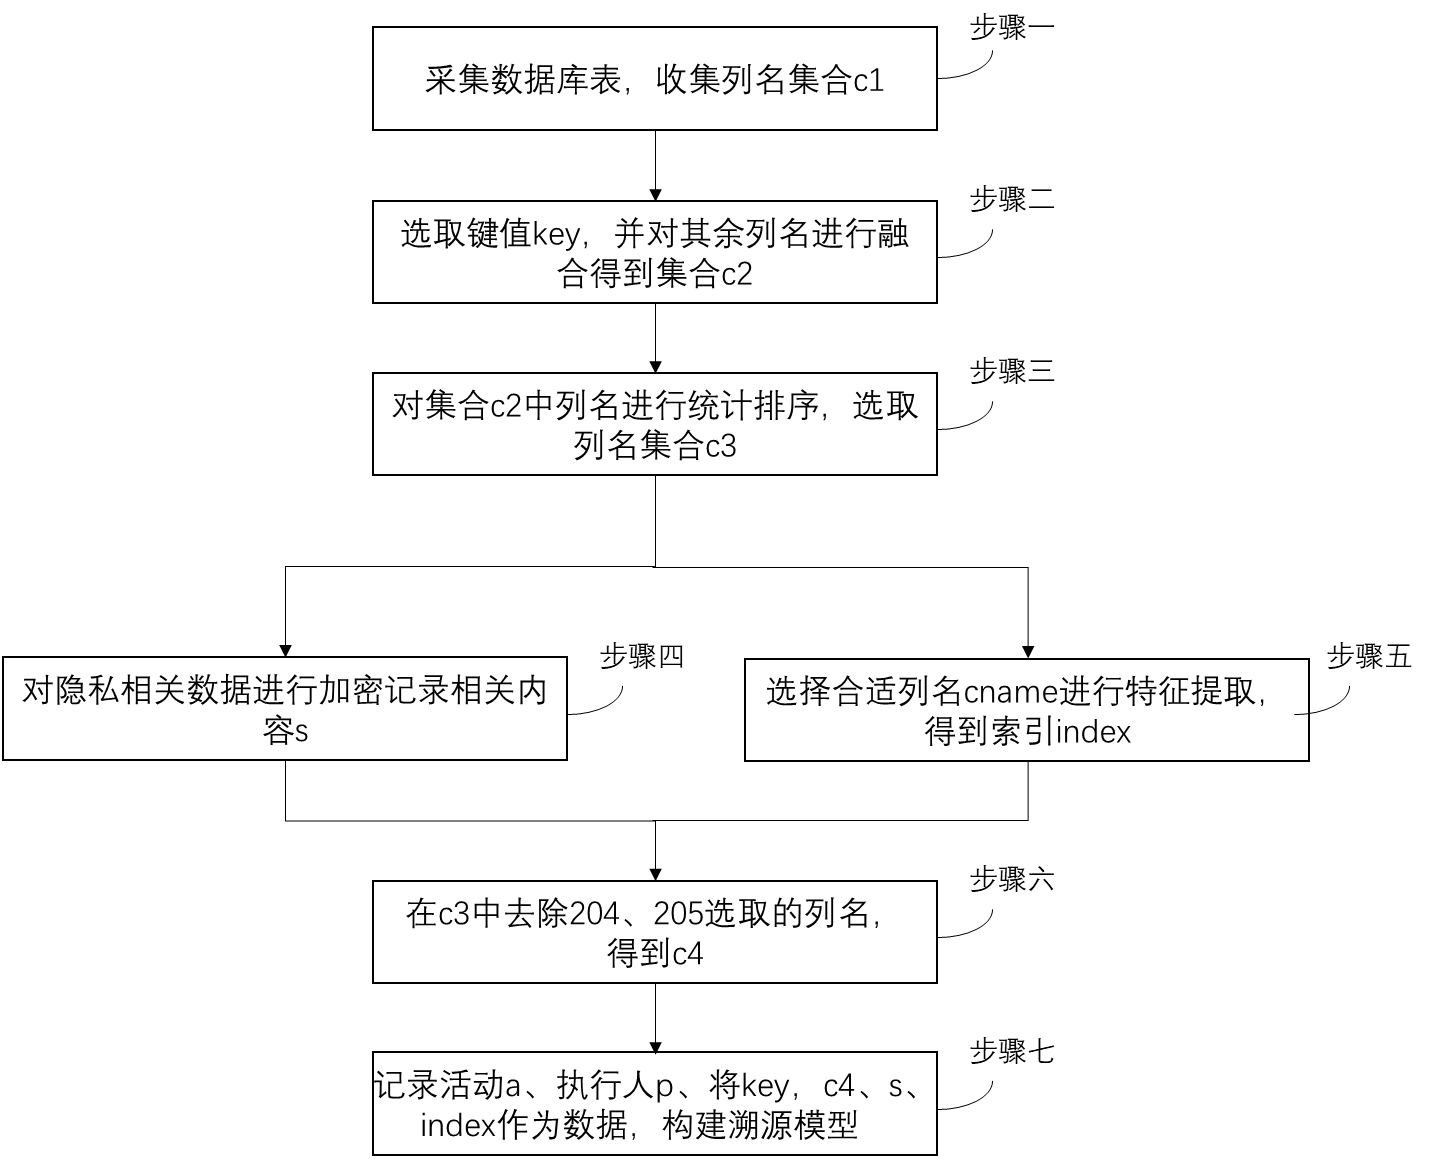 步骤一
采集数据库表，收集列名集合c1
步骤二
选取键值key，并对其余列名进行融
合得到集合c2
步骤三
对集合c2中列名进行统计排序，选取
列名集合c3
步骤四
对隐私相关数据进行加密记录相关内
容s
步骤五
选择合适列名cname进行特征提取，
得到索引index
步骤六
在c3中去除204、205选取的列名，
得到c4
步骤七
记录活动a、执行人p、将key，c4、s、
index作为数据，构建溯源模型